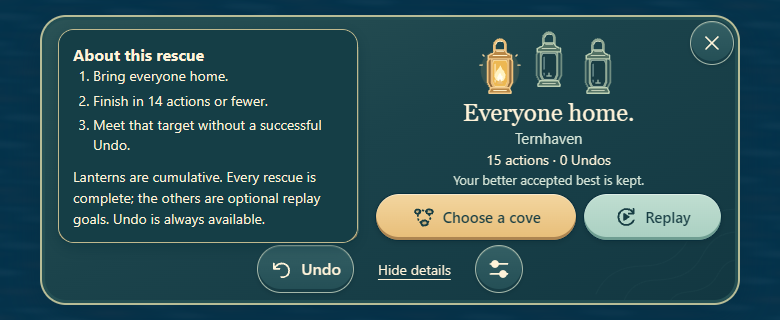 About this rescue
1. Bring everyone home.
2. Finish in 14 actions or fewer.
3. Meet that target without a successful
Undo.
Lanterns are cumulative. Every rescue is
complete; the others are optional replay
goals. Undo is always available.
Everyone home.
Ternhaven
15 actions · 0 Undos
Your better accepted best is kept.
Choose a cove
Replay
Undo
Hide details